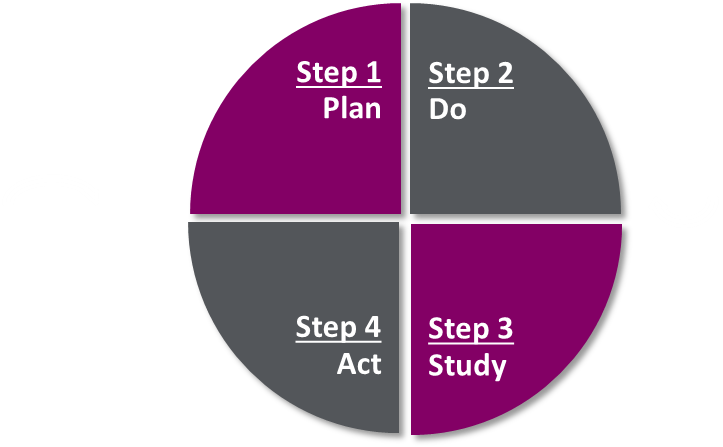 Step 1
Plan
Step 2
Do
Step 3
Study
Step 4
Act